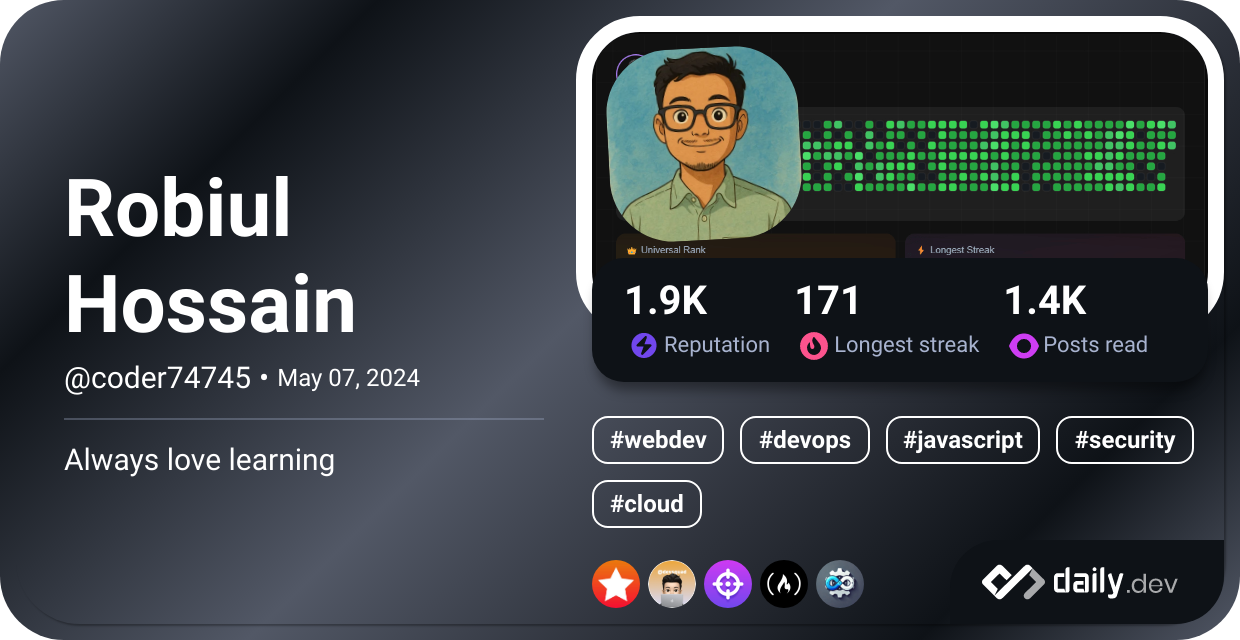 Robiul
Hossain
@coder74745 • May 07, 2024
Always love learning
Universal Rank
Longest Streak
1.9K
171
1.4K
Reputation
Longest streak
Posts read
#webdev
#devops
#javascript
#security
#cloud
daily.dev